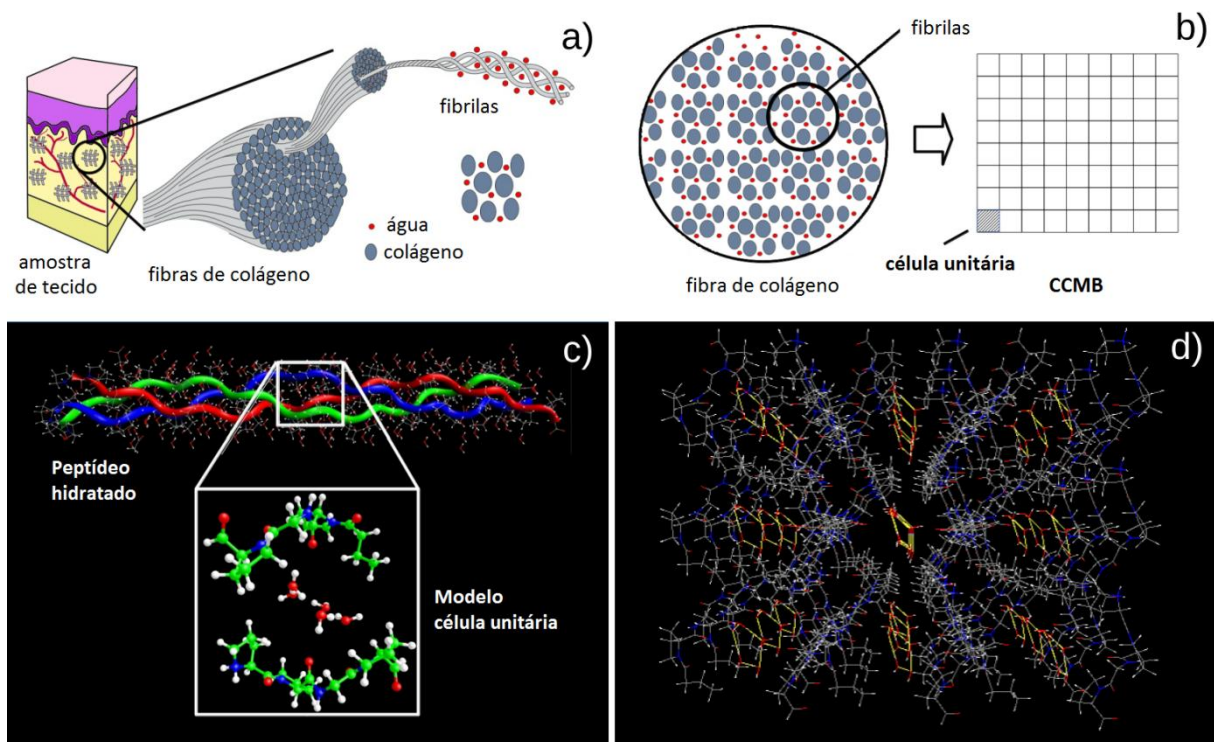 a)
fibrilas
água
colágeno
amostra
de tecido
fibras de colágeno
b)
fibrilas
célula unitária
fibra de colágeno
CCMB
c)
Peptídeo
hidratado
Modelo
célula unitária
d)